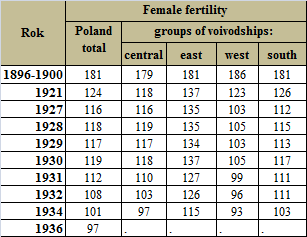 Rok Female fertility
Poland total groups of voivodships:
central east west south
1896-1900 181 179 181 186 181
1921 124 118 137 123 126
1927 116 116 135 103 112
1928 118 119 135 105 115
1929 117 117 134 103 113
1930 119 118 137 105 117
1931 112 110 127 99 111
1932 108 103 126 96 111
1934 101 97 115 93 103
1936 97 . . . .